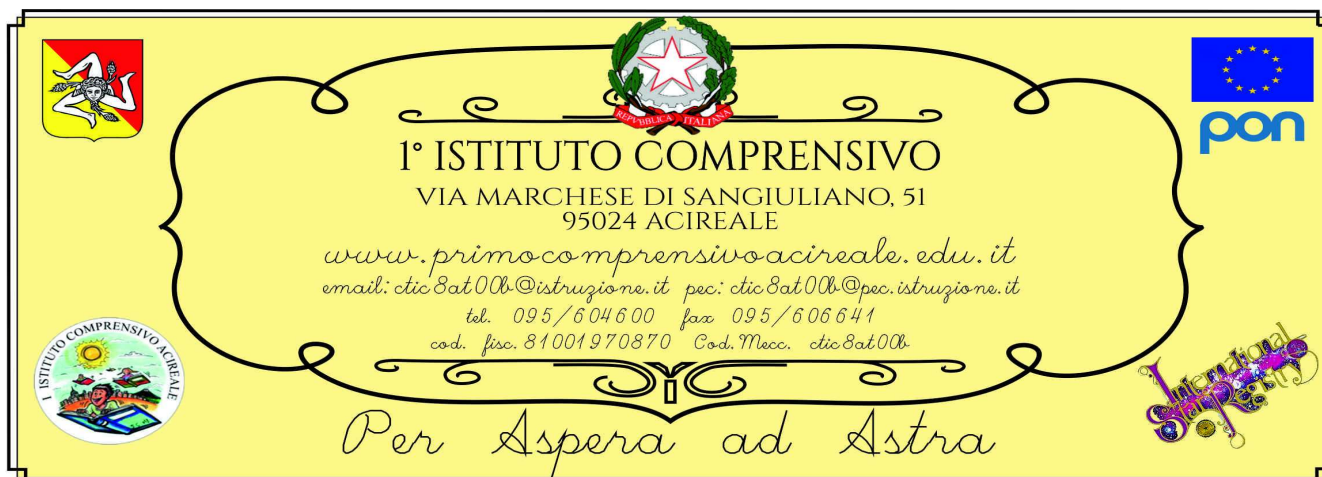 REPVBBLICA ITALIANA
pon
1° ISTITUTO COMPRENSIVO
VIA MARCHESE DI SANGIULIANO, 51
95024 ACIREALE
www.primocomprensivoacireale.edu.it
email: ctic8at00b@istruzione.it pec: ctic8at00b@pec.istruzione.it
tel. 095/604600 fax 095/606641
cod. fisc. 81001970870 Cod. Mecc. ctic8at00b
I ISTITUTO COMPRENSIVO ACIREALE
International
Star Registry
Per Aspera ad Astra